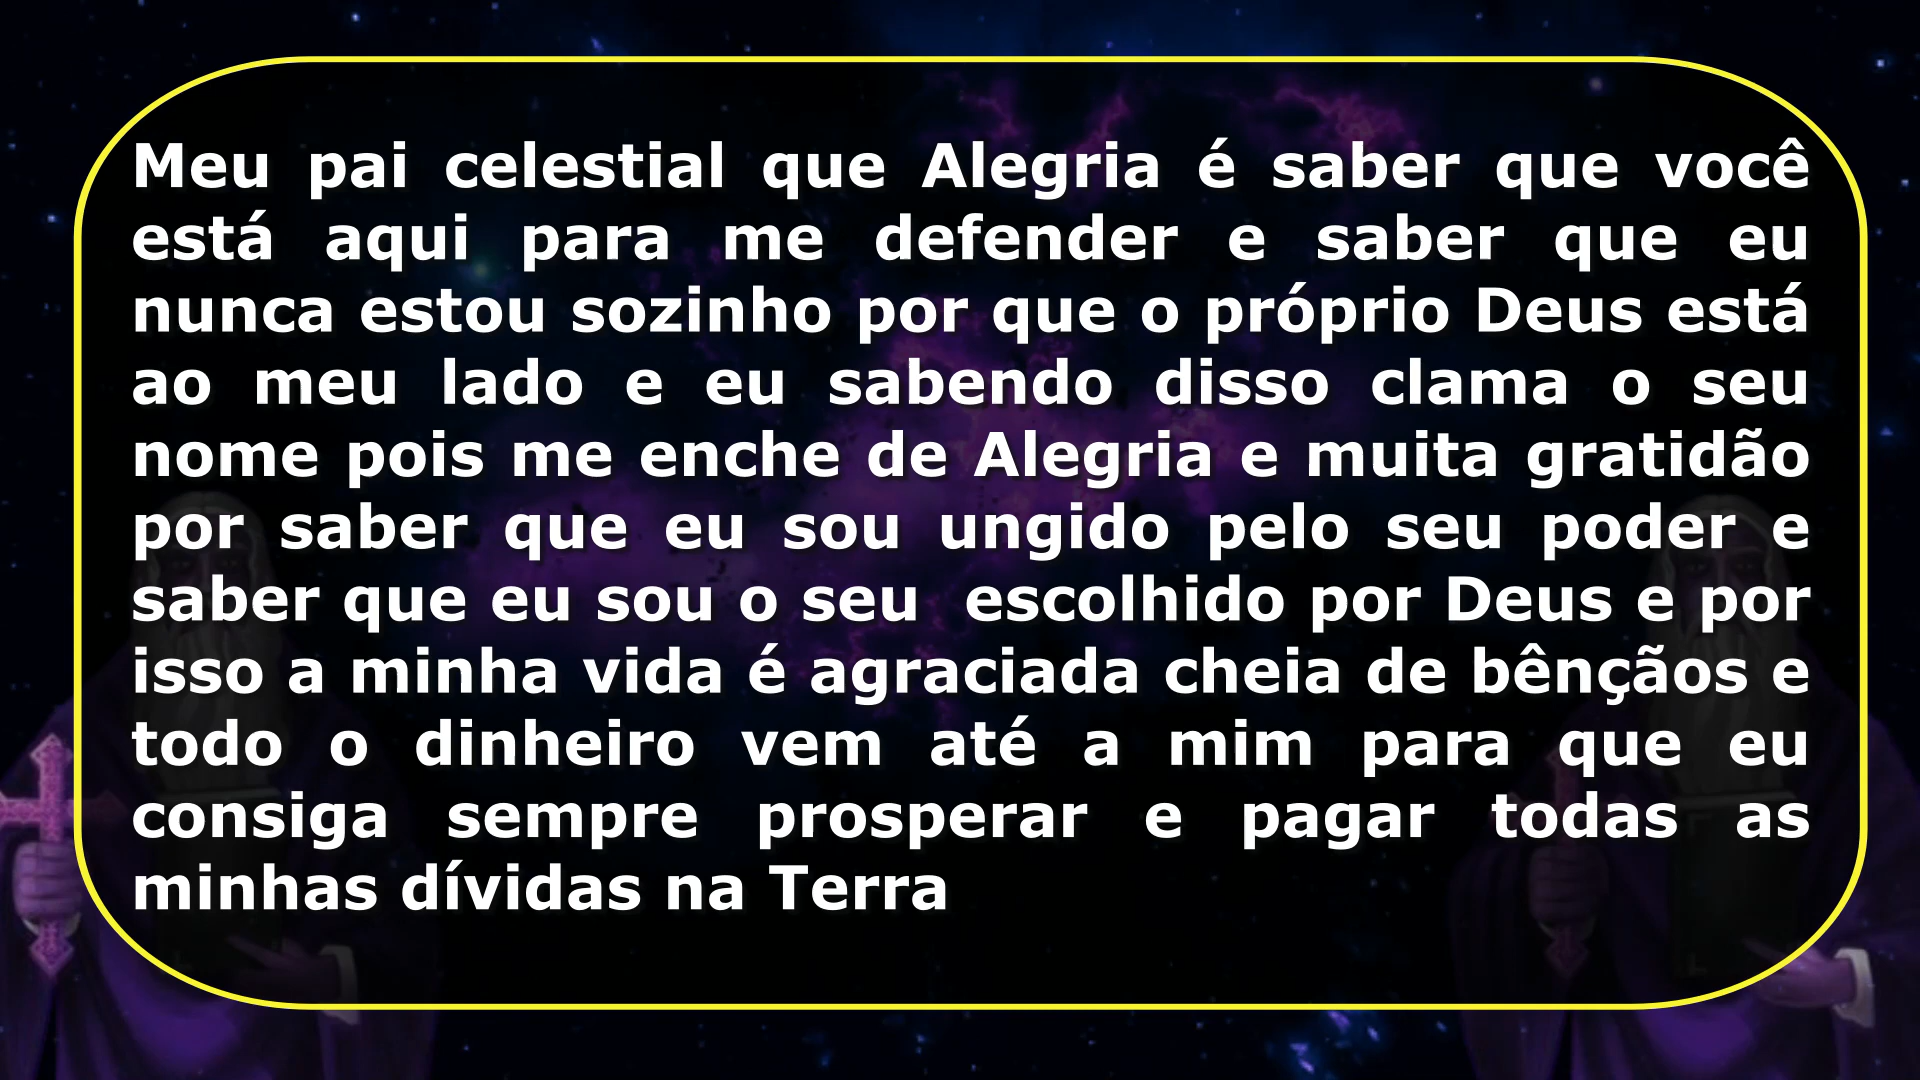 Meu pai celestial que Alegria é saber que você
está aqui para me defender e saber que eu
nunca estou sozinho por que o próprio Deus está
ao meu lado e eu sabendo disso clama o seu
nome pois me enche de Alegria e muita gratidão
por saber que eu sou ungido pelo seu poder e
saber que eu sou o seu  escolhido por Deus e por
isso a minha vida é agraciada cheia de bênçãos e
todo o dinheiro vem até a mim para que eu
consiga sempre prosperar e pagar todas as
minhas dívidas na Terra